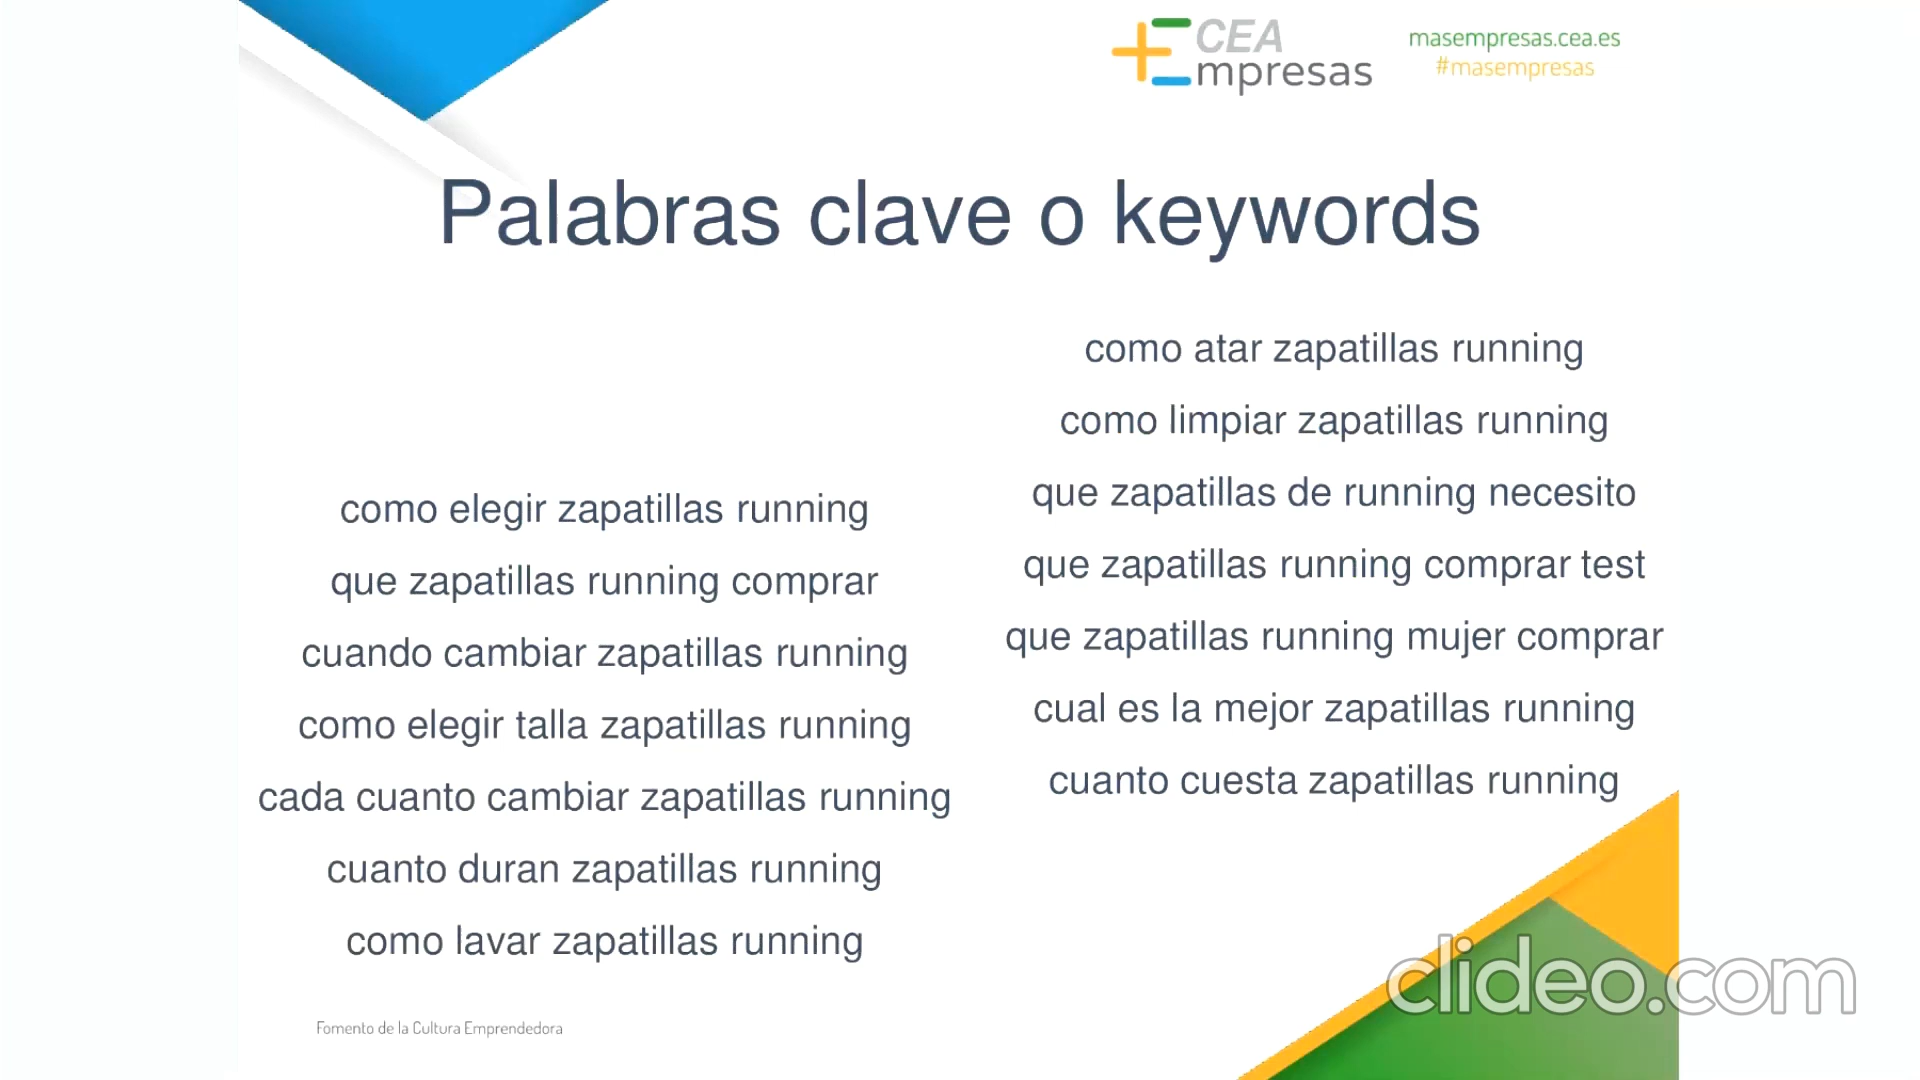 CEA
Empresas
masempresas.cea.es
#masempresas
Palabras clave o keywords
como elegir zapatillas running
que zapatillas running comprar
cuando cambiar zapatillas running
como elegir talla zapatillas running
cada cuanto cambiar zapatillas running
cuanto duran zapatillas running
como lavar zapatillas running
como atar zapatillas running
como limpiar zapatillas running
que zapatillas de running necesito
que zapatillas running comprar test
que zapatillas running mujer comprar
cual es la mejor zapatillas running
cuanto cuesta zapatillas running
Fomento de la Cultura Emprendedora
clideo.com